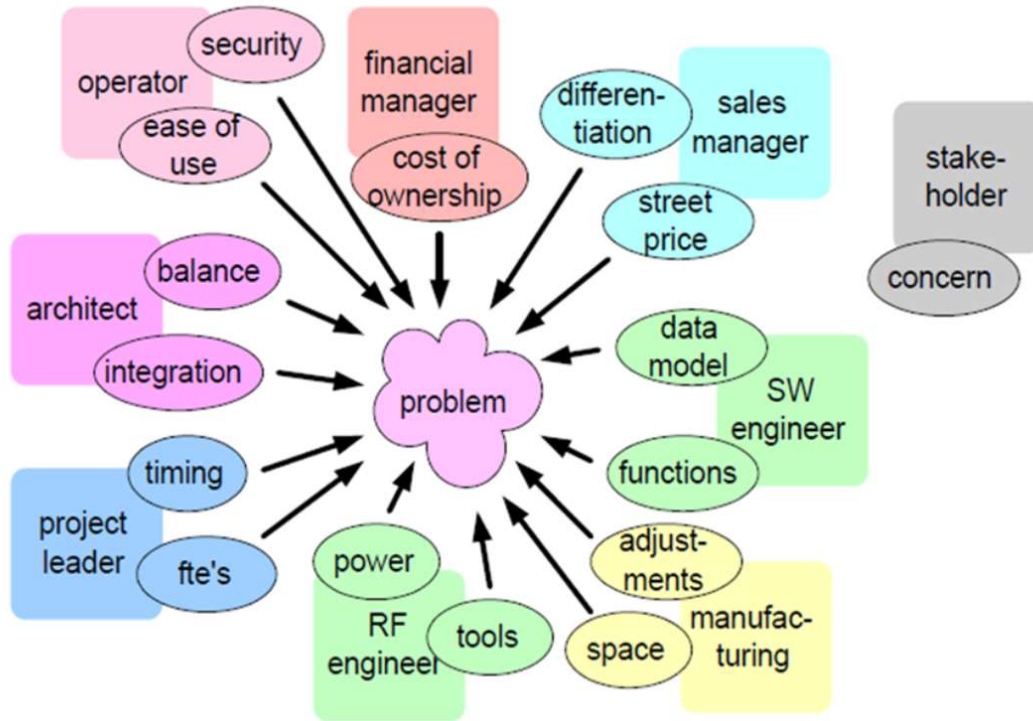 operator
security
ease of
use
financial
manager
cost of
ownership
differen-
tiation
sales
manager
street
price
stake-
holder
concern
architect
balance
integration
problem
data
model
SW
engineer
functions
project
leader
timing
fte's
power
RF
engineer
tools
adjust-
ments
space
manufac-
turing